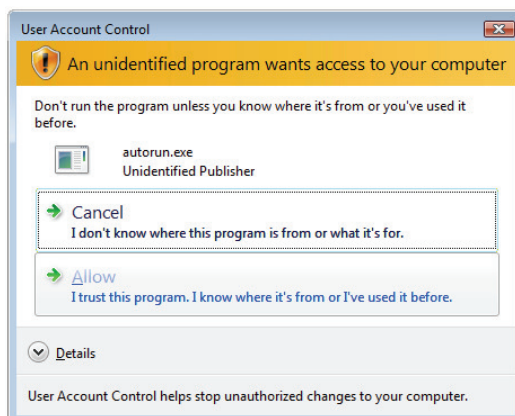 User Account Control
An unidentified program wants access to your computer
Don't run the program unless you know where it's from or you've used it
before.
autorun.exe
Unidentified Publisher
Cancel
I don't know where this program is from or what it's for.
Allow
I trust this program. I know where it's from or I've used it before.
Details
User Account Control helps stop unauthorized changes to your computer.